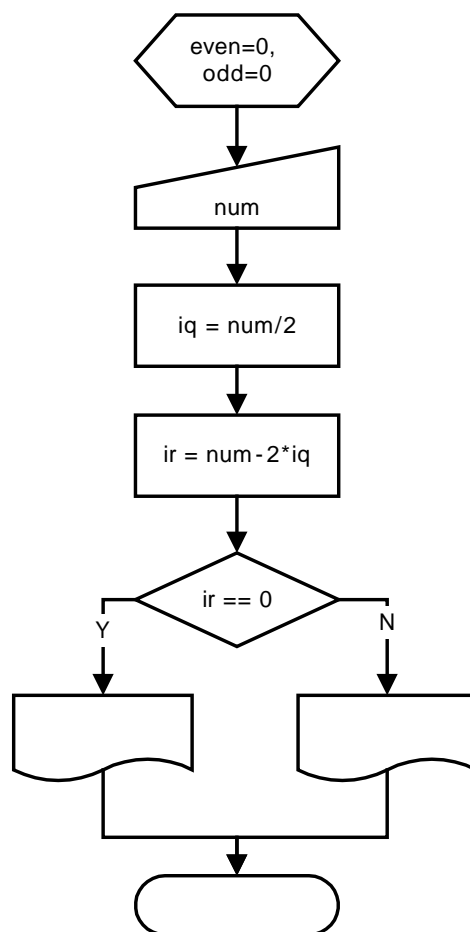 even=0,
odd=0
num
iq = num/2
ir = num-2*iq
ir == 0
Y
N